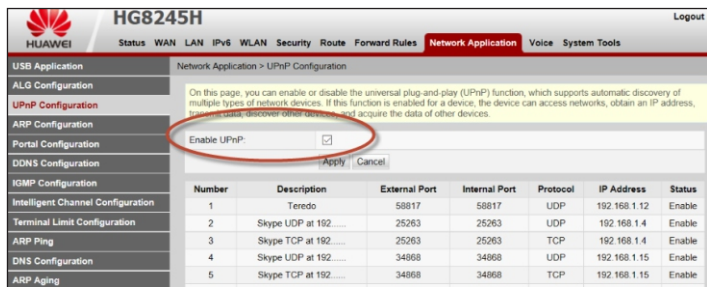 HG8245H
Logout
HUAWEI
Status WAN LAN IPv6 WLAN Security Route Forward Rules Network Application Voice System Tools
USB Application
ALG Configuration
UPnP Configuration
ARP Configuration
Portal Configuration
DDNS Configuration
IGMP Configuration
Intelligent Channel Configuration
Terminal Limit Configuration
ARP Ping
DNS Configuration
ARP Aging
Network Application > UPnP Configuration
On this page, you can enable or disable the universal plug-and-play (UPnP) function, which supports automatic discovery of
multiple types of network devices. If this function is enabled for a device, the device can access networks, obtain an IP address,
transmit data, discover other devices, and acquire the data of other devices.
Enable UPnP:
Apply Cancel
Number Description External Port Internal Port Protocol IP Address Status
1 Teredo 58817 58817 UDP 192.168.1.12 Enable
2 Skype UDP at 192...... 25263 25263 UDP 192.168.1.4 Enable
3 Skype TCP at 192...... 25263 25263 TCP 192.168.1.4 Enable
4 Skype UDP at 192...... 34868 34868 UDP 192.168.1.15 Enable
5 Skype TCP at 192...... 34868 34868 TCP 192.168.1.15 Enable